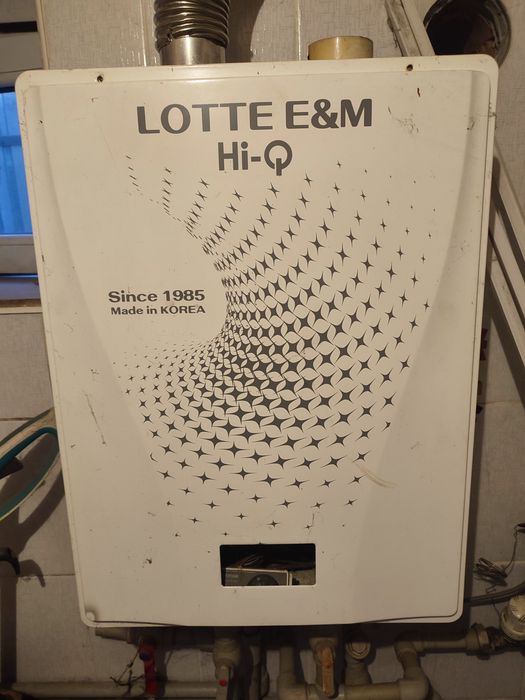 LOTTE E&M
Hi-Q
Since 1985
Made in KOREA